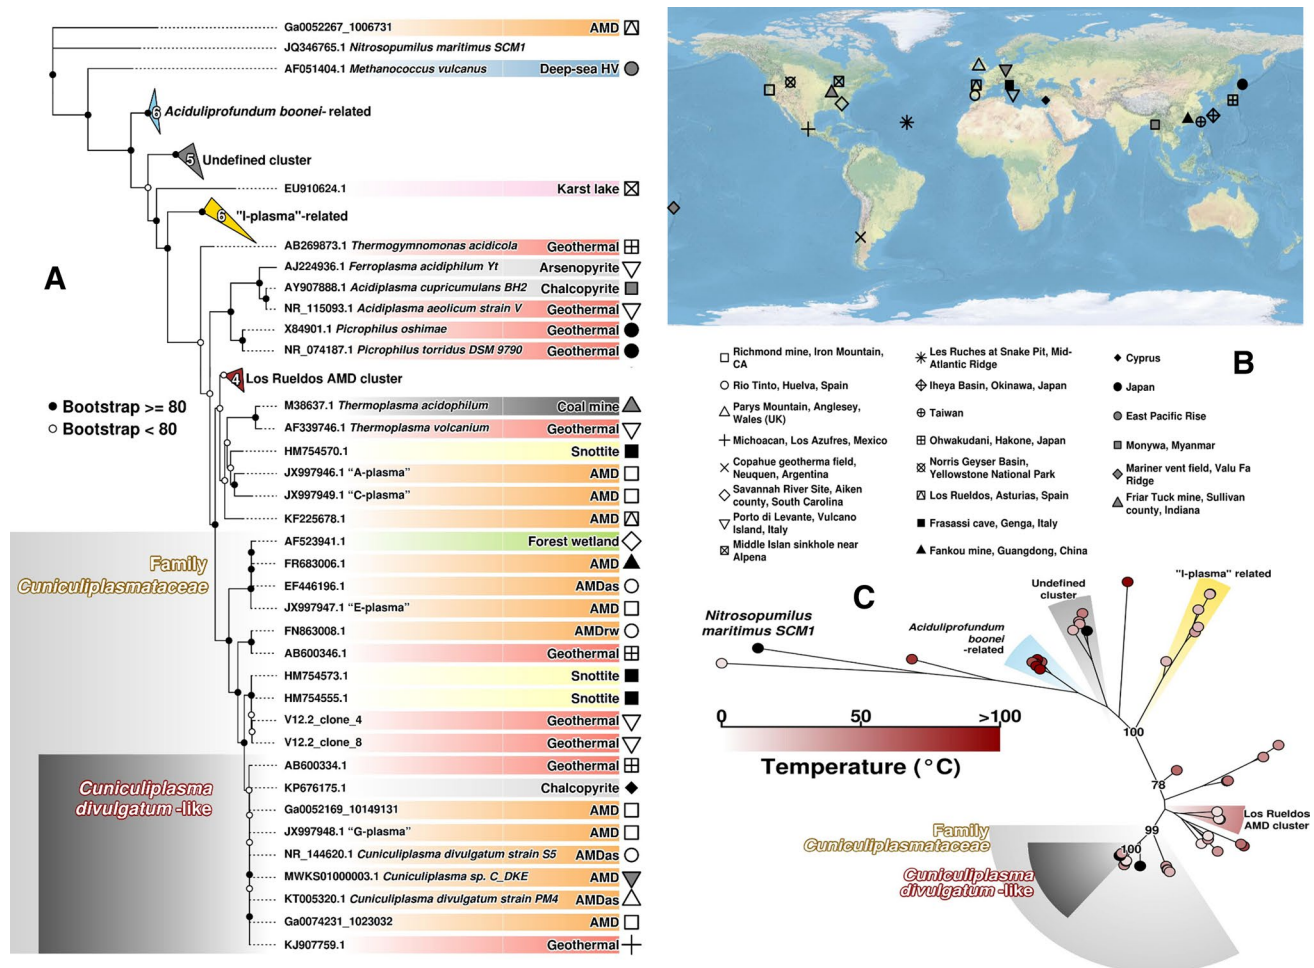 Ga0052267_1006731 AMD
JQ346765.1 Nitrosopumilus maritimus SCM1
AF051404.1 Methanococcus vulcanus Deep-sea HV
6 Aciduliprofundum boonei- related
5 Undefined cluster
EU910624.1 Karst lake
6 "I-plasma"-related
AB269873.1 Thermogymnomonas acidicola Geothermal
A
AJ224936.1 Ferroplasma acidiphilum Yt Arsenopyrite
AY907888.1 Acidiplasma cupricumulans BH2 Chalcopyrite
NR_115093.1 Acidiplasma aeolicum strain V Geothermal
X84901.1 Picrophilus oshimae Geothermal
NR_074187.1 Picrophilus torridus DSM 9790 Geothermal
4 Los Rueldos AMD cluster
Bootstrap >= 80
Bootstrap < 80
M38637.1 Thermoplasma acidophilum Coal mine
AF339746.1 Thermoplasma volcanium Geothermal
HM754570.1 Snottite
JX997946.1 “A-plasma” AMD
JX997949.1 “C-plasma” AMD
KF225678.1 AMD
AF523941.1 Forest wetland
Family
Cuniculiplasmataceae
FR683006.1 AMD
EF446196.1 AMDas
JX997947.1 “E-plasma” AMD
FN863008.1 AMDrw
AB600346.1 Geothermal
HM754573.1 Snottite
HM754555.1 Snottite
V12.2_clone_4 Geothermal
V12.2_clone_8 Geothermal
AB600334.1 Geothermal
Cuniculiplasma
divulgatum -like
KP676175.1 Chalcopyrite
Ga0052169_10149131 AMD
JX997948.1 “G-plasma” AMD
NR_144620.1 Cuniculiplasma divulgatum strain S5 AMDas
MWKS01000003.1 Cuniculiplasma sp. C_DKE AMD
KT005320.1 Cuniculiplasma divulgatum strain PM4 AMDas
Ga0074231_1023032 AMD
KJ907759.1 Geothermal
B
Richmond mine, Iron Mountain,
CA
Rio Tinto, Huelva, Spain
Parys Mountain, Anglesey,
Wales (UK)
Michoacan, Los Azufres, Mexico
Copahue geotherma field,
Neuquen, Argentina
Savannah River Site, Aiken
county, South Carolina
Porto di Levante, Vulcano
Island, Italy
Middle Islan sinkhole near
Alpena
Les Ruches at Snake Pit, Mid-
Atlantic Ridge
Iheya Basin, Okinawa, Japan
Taiwan
Ohwakudani, Hakone, Japan
Norris Geyser Basin,
Yellowstone National Park
Los Rueldos, Asturias, Spain
Frasassi cave, Genga, Italy
Fankou mine, Guangdong, China
Cyprus
Japan
East Pacific Rise
Monywa, Myanmar
Mariner vent field, Valu Fa
Ridge
Friar Tuck mine, Sullivan
county, Indiana
C
Nitrosopumilus
maritimus SCM1
Aciduliprofundum
boonei
-related
Undefined
cluster
"I-plasma" related
0 50 >100
Temperature (°C)
100
78
99
100
Los Rueldos
AMD cluster
Family
Cuniculiplasmataceae
Cuniculiplasma
divulgatum -like